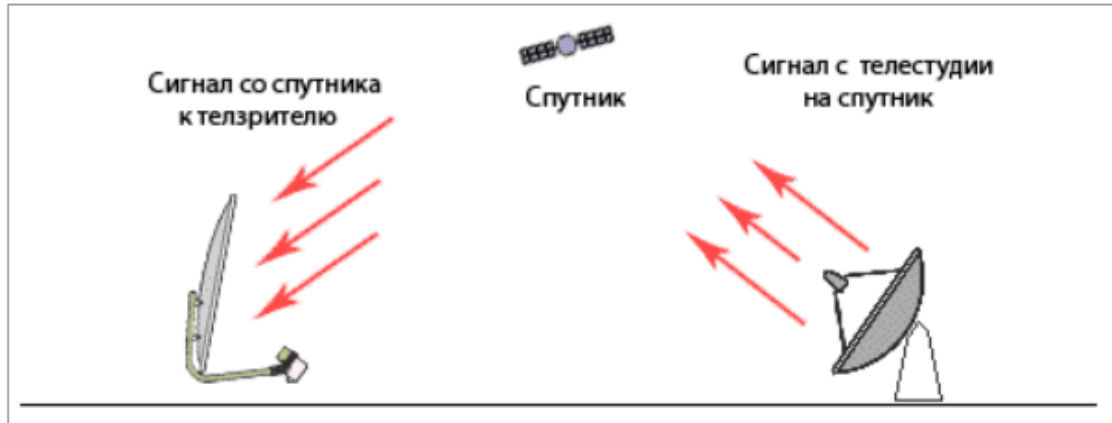 Сигнал со спутника
к телзрителю
Спутник
Сигнал с телестудии
на спутник